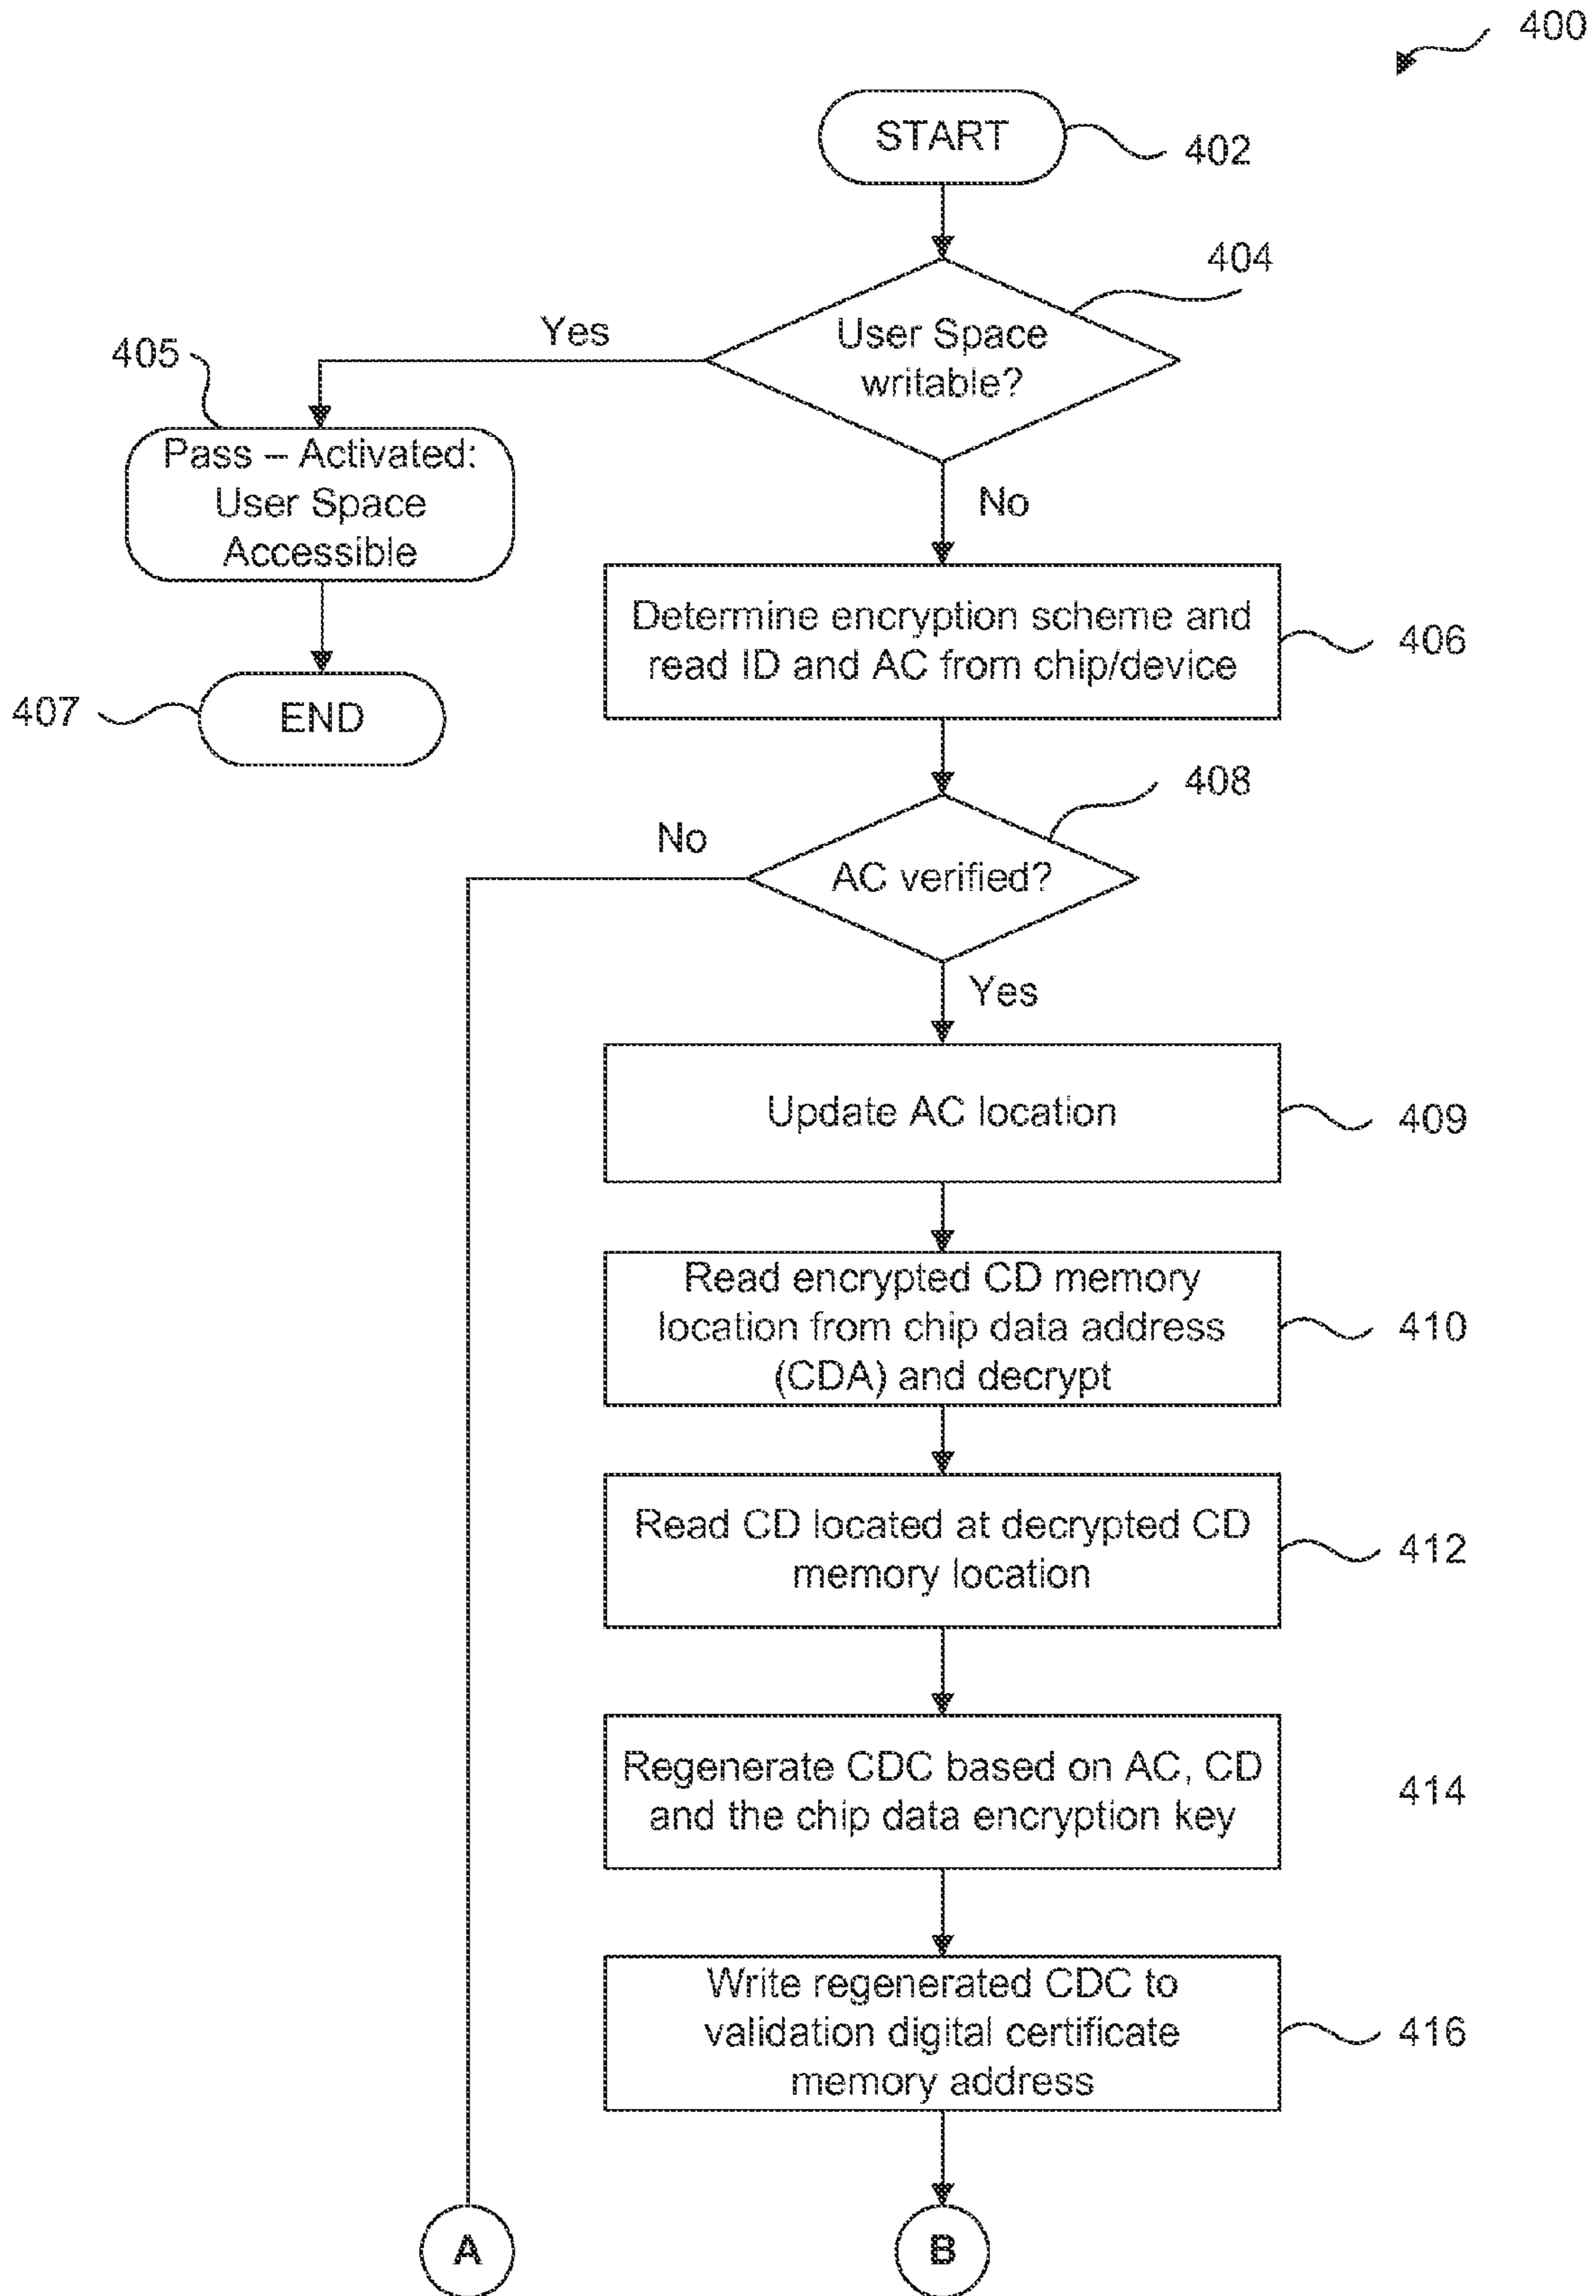 400
START
402
404
User Space
writable?
Yes
405
Pass – Activated:
User Space
Accessible
No
Determine encryption scheme and
read ID and AC from chip/device
406
407
END
408
No
AC verified?
Yes
Update AC location
409
Read encrypted CD memory
location from chip data address
(CDA) and decrypt
410
Read CD located at decrypted CD
memory location
412
Regenerate CDC based on AC, CD
and the chip data encryption key
414
Write regenerated CDC to
validation digital certificate
memory address
416
A
B